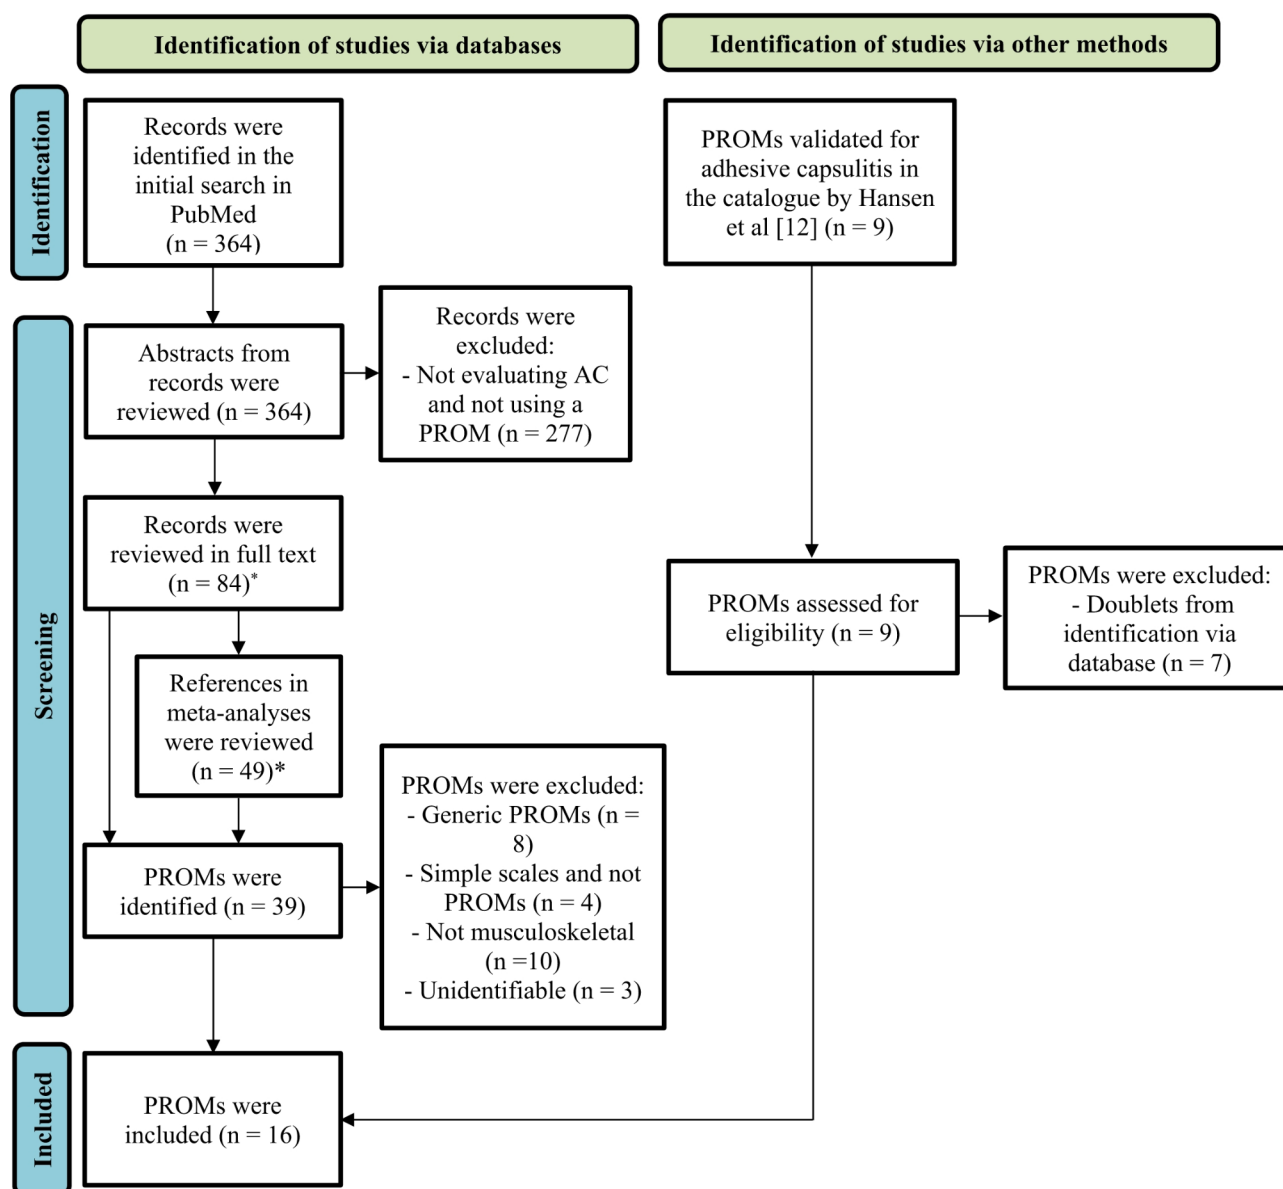 Identification of studies via databases
Identification of studies via other methods
Identification
Records were
identified in the
initial search in
PubMed
(n = 364)
PROMs validated for
adhesive capsulitis in
the catalogue by Hansen
et al [12] (n = 9)
Screening
Abstracts from
records were
reviewed (n = 364)
Records were
excluded:
- Not evaluating AC
and not using a
PROM (n = 277)
Records were
reviewed in full text
(n = 84)*
References in
meta-analyses
were reviewed
(n = 49)*
PROMs were
identified (n = 39)
PROMs were excluded:
- Generic PROMs (n =
8)
- Simple scales and not
PROMs (n = 4)
- Not musculoskeletal
(n =10)
- Unidentifiable (n = 3)
PROMs assessed for
eligibility (n = 9)
PROMs were excluded:
- Doublets from
identification via
database (n = 7)
Included
PROMs were
included (n = 16)